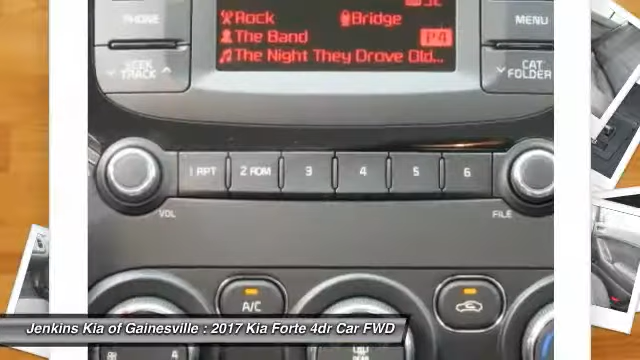 PHONE
MENU
Rock
Bridge
The Band
P4
The Night They Drove Old...
SEEK
TRACK
CAT
FOLDER
1 RPT
2 RDM
3
4
5
6
VOL
FILE
A/C
Jenkins Kia of Gainesville : 2017 Kia Forte 4dr Car FWD
4